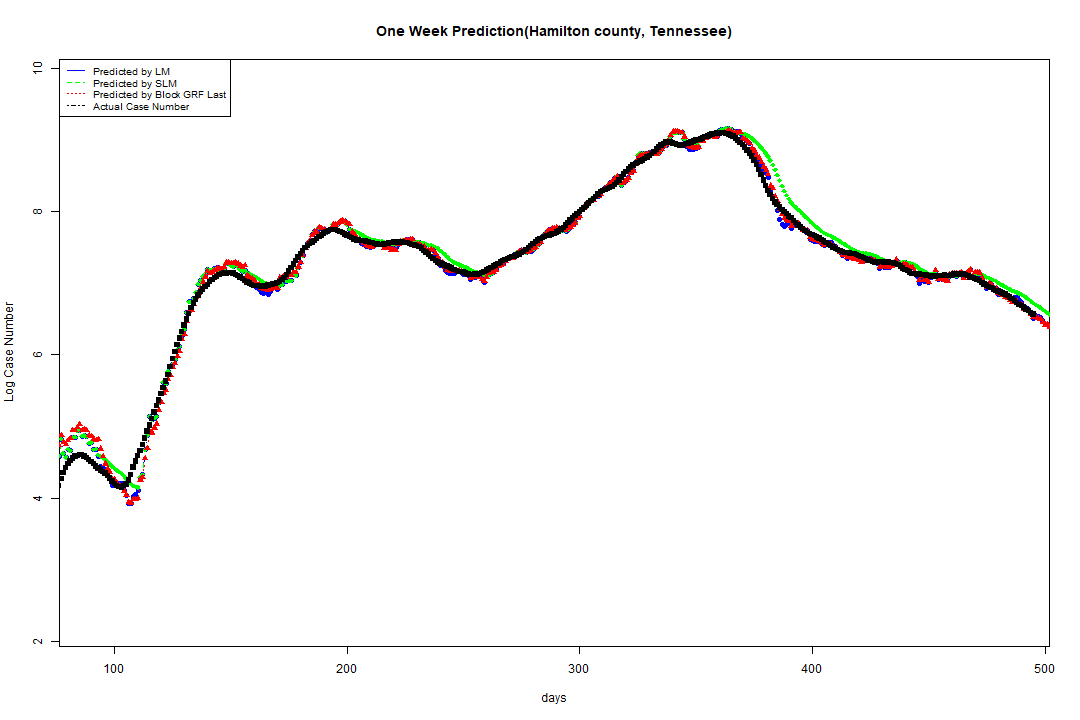 One Week Prediction(Hamilton county, Tennessee)
Predicted by LM
Predicted by SLM
Predicted by Block GRF Last
Actual Case Number
Log Case Number
10
8
6
4
2
100 200 300 400 500
days